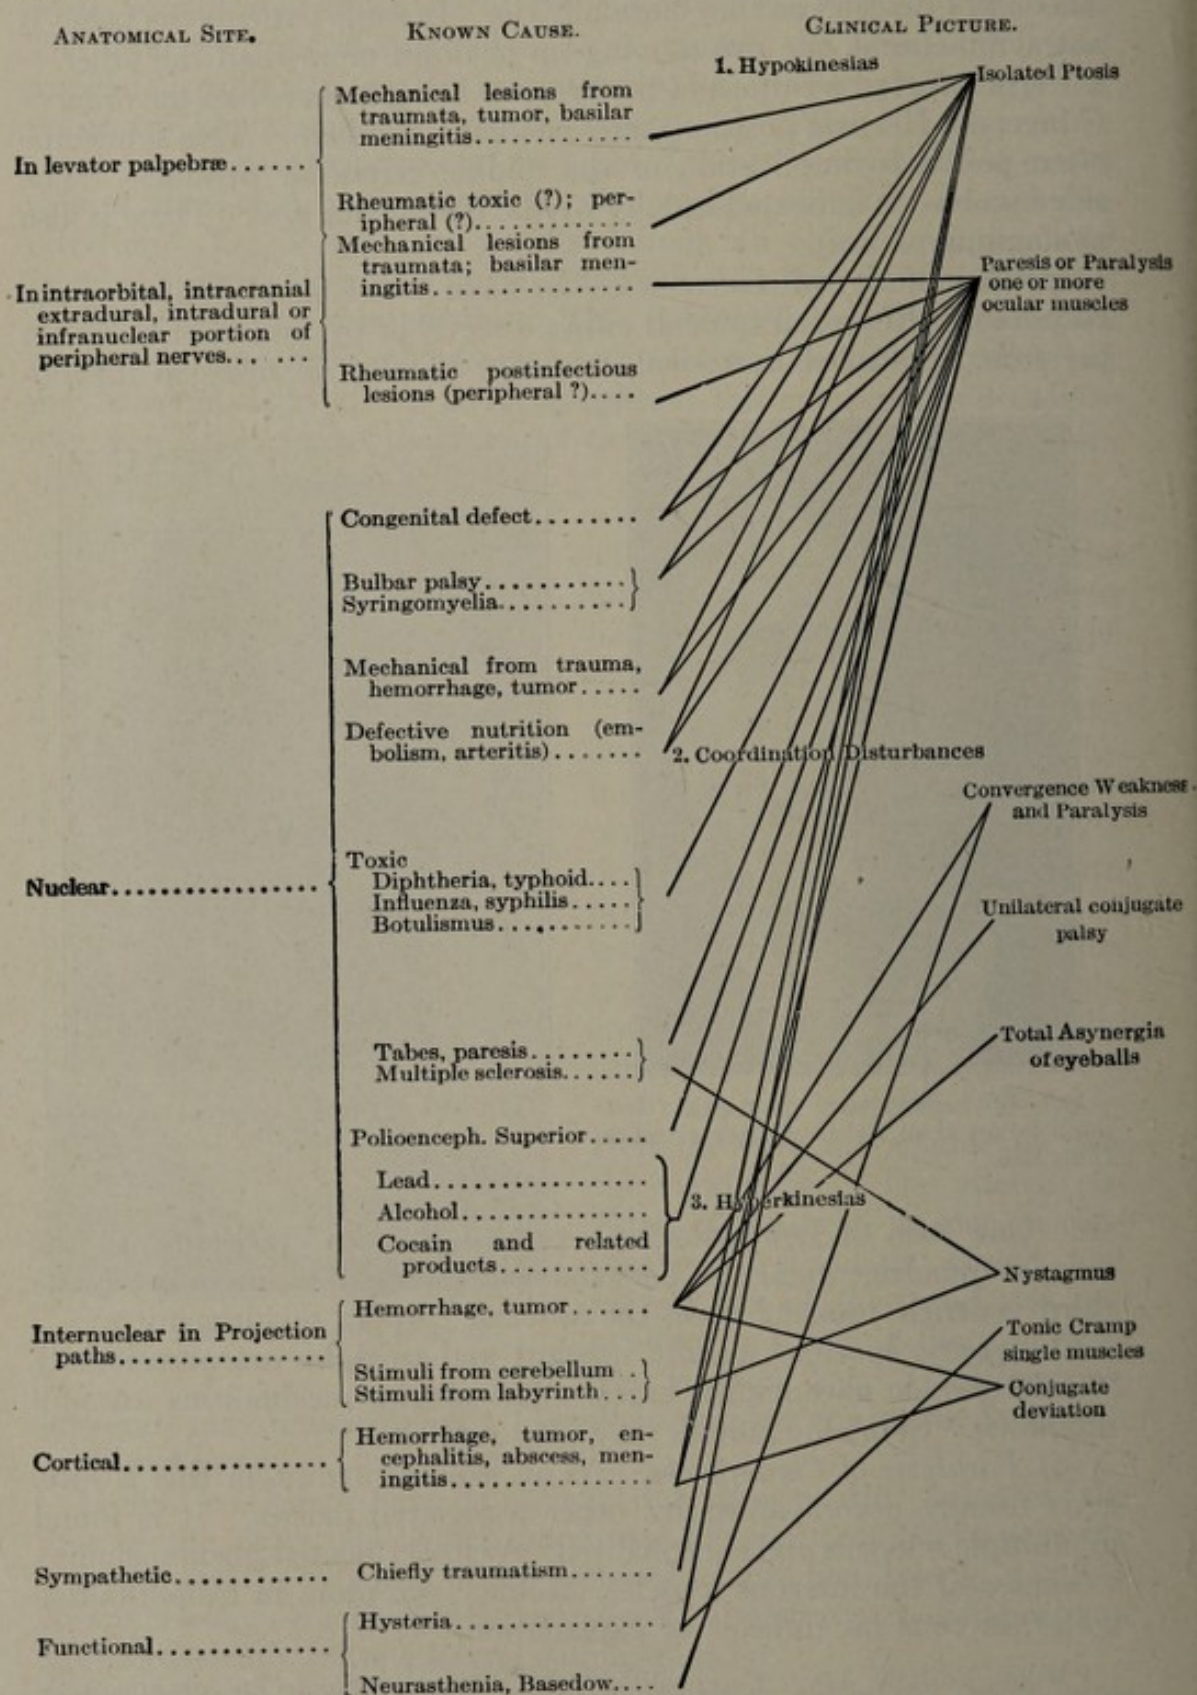 ANATOMICAL SITE.
KNOWN CAUSE.
CLINICAL PICTURE.
1. Hypokinesias
Isolated Ptosis
Mechanical lesions from
traumata, tumor, basilar
meningitis.............
In levator palpebræ......
Rheumatic toxic (?); per-
ipheral (?).............
Mechanical lesions from
traumata; basilar men-
ingitis................
In intraorbital, intracranial
extradural, intradural or
infranuclear portion of
peripheral nerves... ...
Rheumatic postinfectious
lesions (peripheral ?)....
Paresis or Paralysis
one or more
ocular muscles
Congenital defect........
Bulbar palsy...........
Syringomyelia..........
Mechanical from trauma,
hemorrhage, tumor.....
Defective nutrition (em-
bolism, arteritis).......
2. Coordination Disturbances
Convergence Weakness
and Paralysis
Nuclear.................
Toxic
Diphtheria, typhoid....
Influenza, syphilis.....
Botulismus............
Unilateral conjugate
palsy
Total Asynergia
of eyeballs
Tabes, paresis........
Multiple sclerosis......
Polioenceph. Superior.....
Lead.................
Alcohol...............
Cocain and related
products............
3. Hyperkinesias
Nystagmus
Internuclear in Projection
paths.................
Hemorrhage, tumor......
Stimuli from cerebellum .
Stimuli from labyrinth...
Tonic Cramp
single muscles
Conjugate
deviation
Cortical................
Hemorrhage, tumor, en-
cephalitis, abscess, men-
ingitis................
Sympathetic............
Chiefly traumatism.......
Functional..............
Hysteria................
Neurasthenia, Basedow....